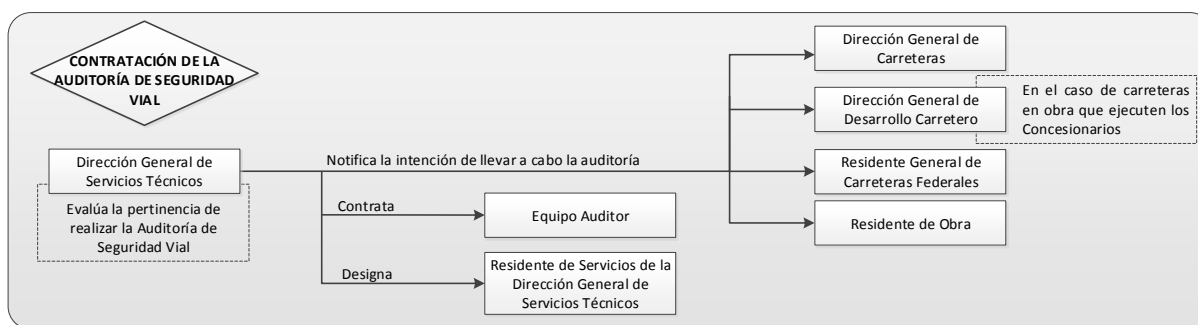 CONTRATACIÓN DE LA
AUDITORÍA DE SEGURIDAD
VIAL
Dirección General de
Servicios Técnicos
Evalúa la pertinencia de
realizar la Auditoría de
Seguridad Vial
Notifica la intención de llevar a cabo la auditoría
Contrata
Equipo Auditor
Designa
Residente de Servicios de la
Dirección General de
Servicios Técnicos
Dirección General de
Carreteras
Dirección General de
Desarrollo Carretero
En el caso de carreteras
en obra que ejecuten los
Concesionarios
Residente General de
Carreteras Federales
Residente de Obra